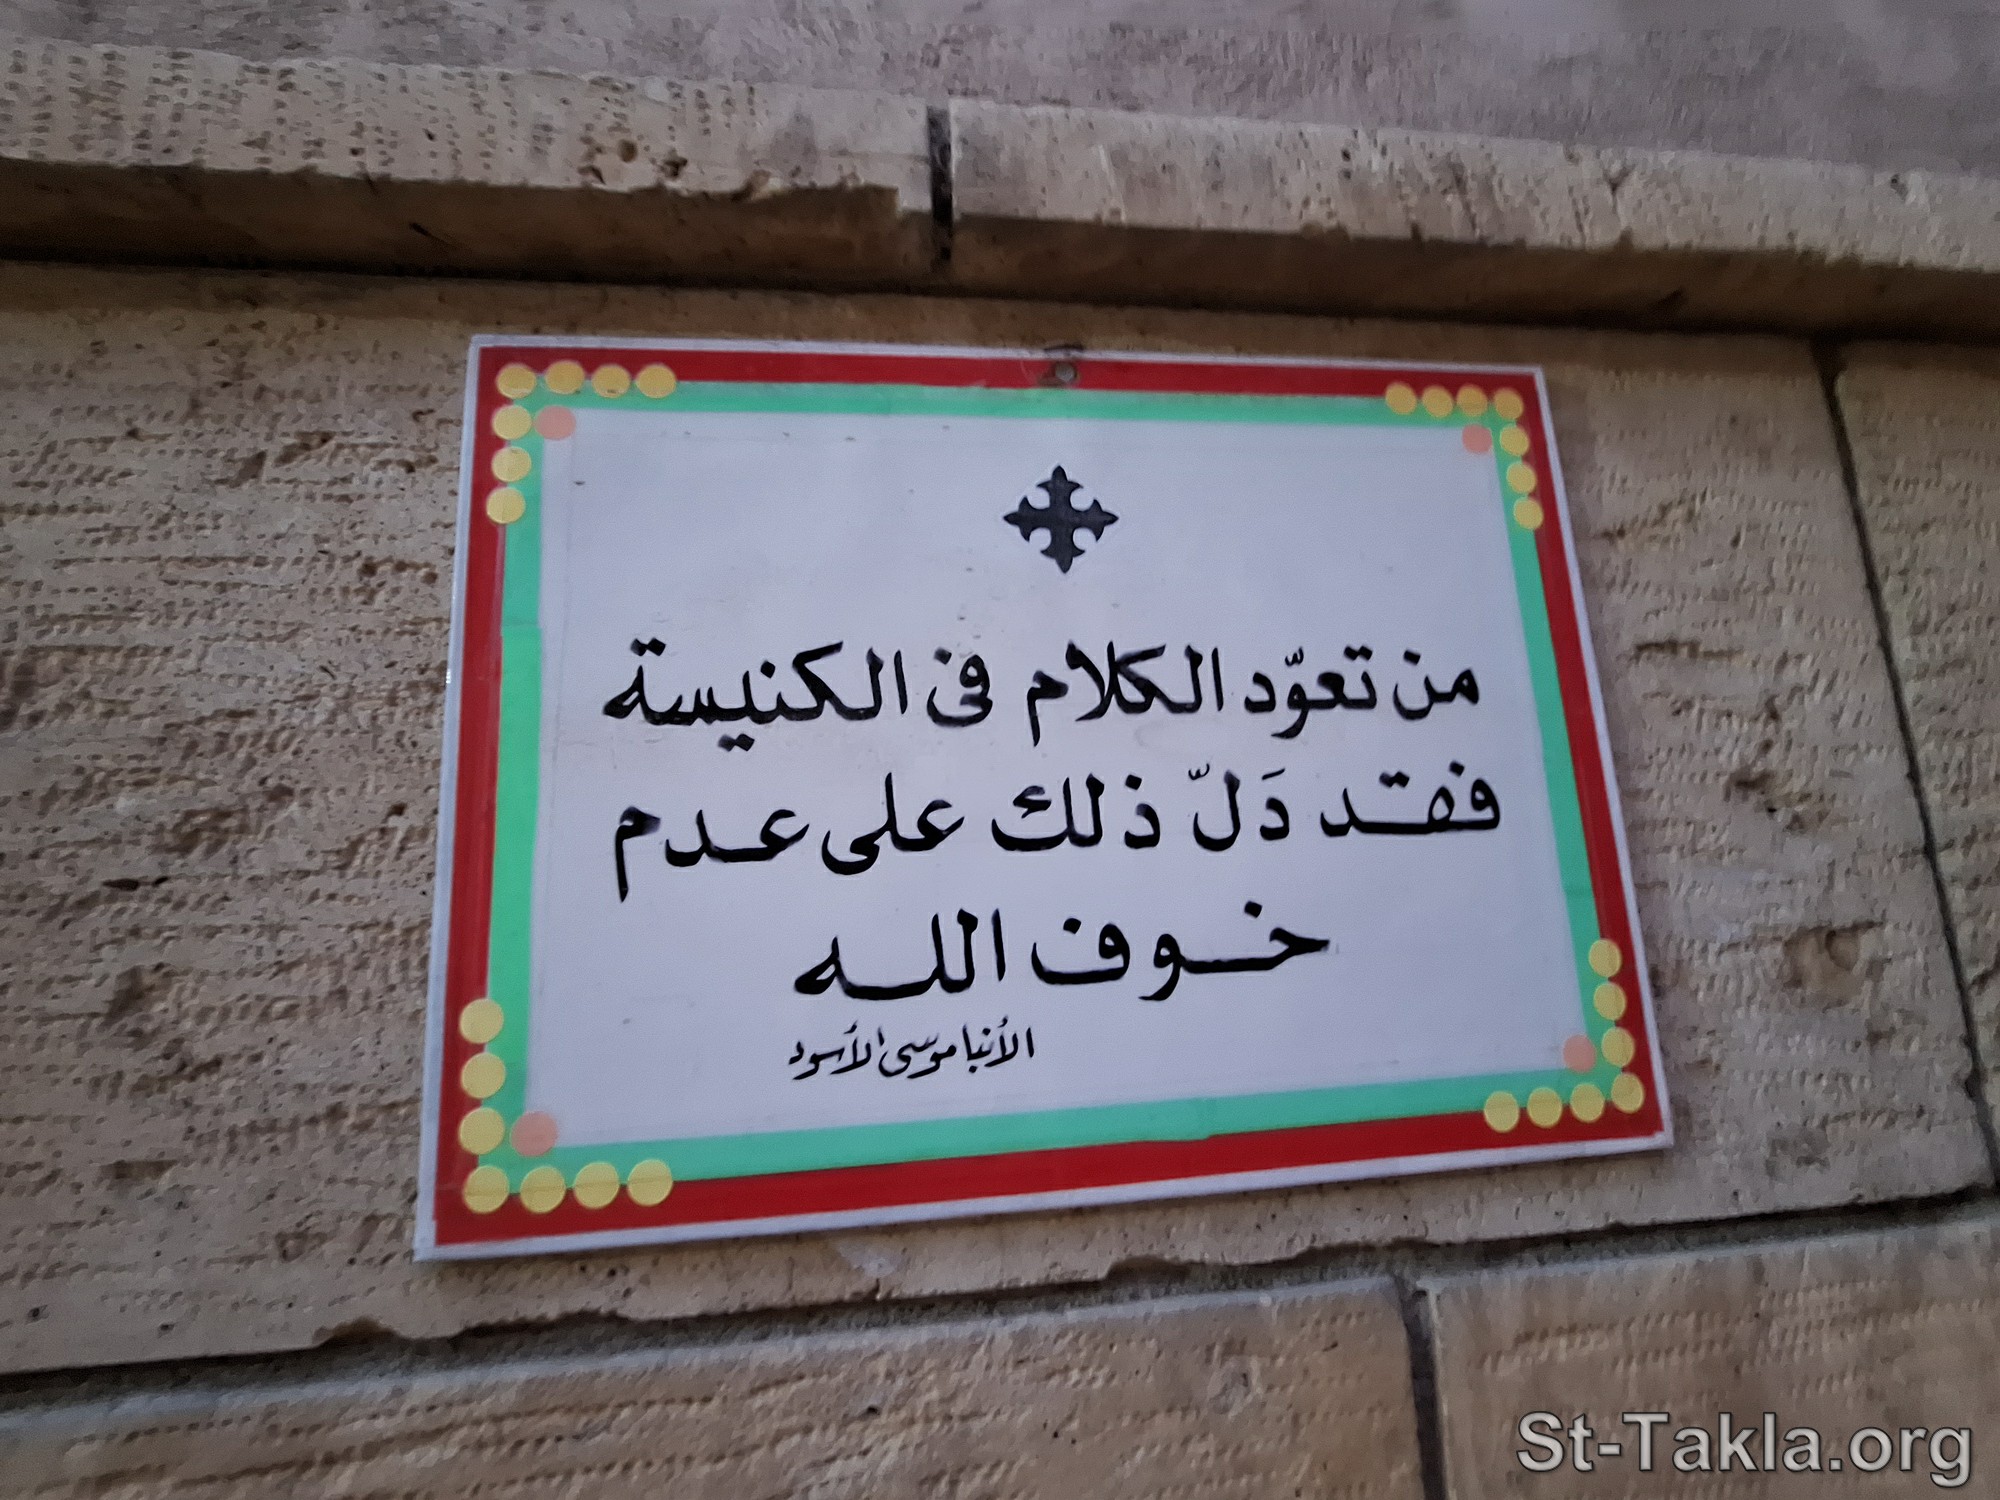 من تعوّد الكلام فى الكنيسة
فقد دَلّ ذلك على عدم
خوف الله
الأنبا موسى الأسود
St-Takla.org